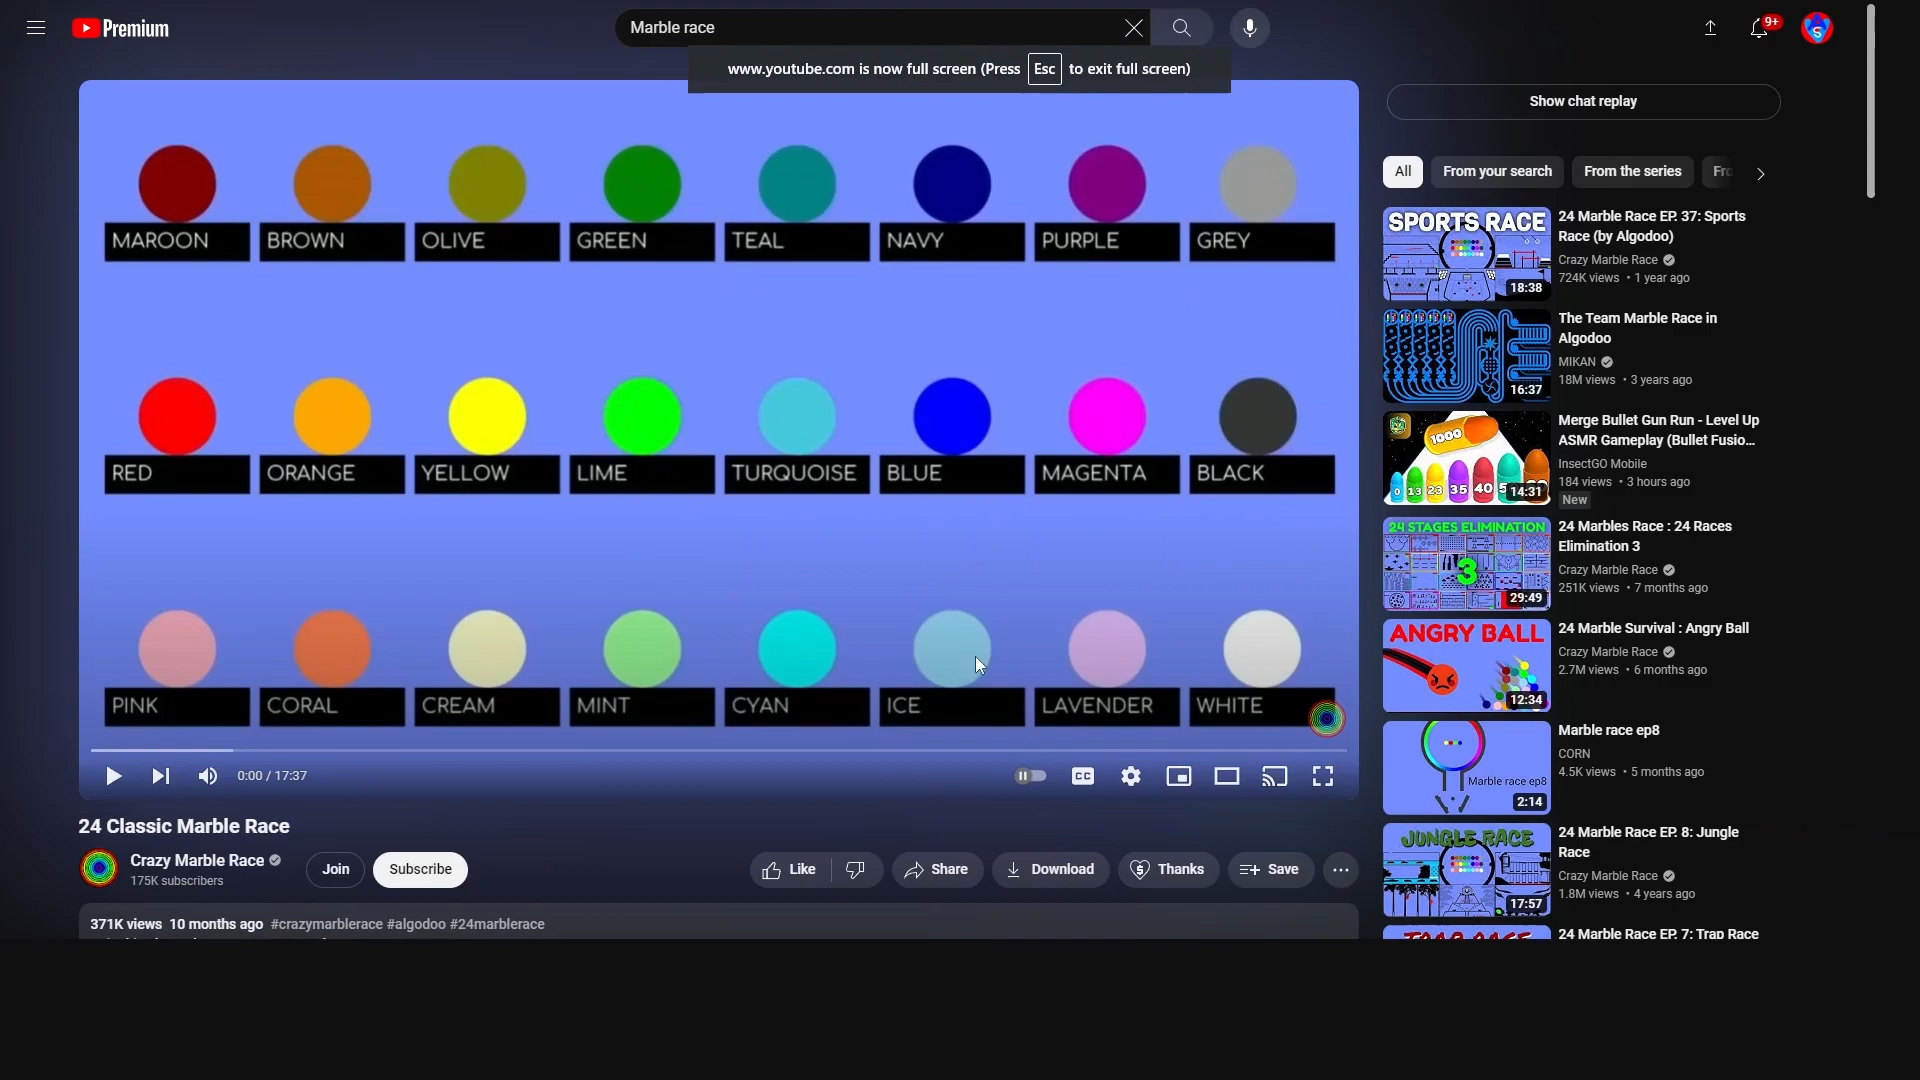 Premium
Marble race
9+
www.youtube.com is now full screen (Press Esc to exit full screen)
MAROON BROWN OLIVE GREEN TEAL NAVY PURPLE GREY
RED ORANGE YELLOW LIME TURQUOISE BLUE MAGENTA BLACK
PINK CORAL CREAM MINT CYAN ICE LAVENDER WHITE
0:00 / 17:37
CC
24 Classic Marble Race
Crazy Marble Race
175K subscribers
Join
Subscribe
Like
Share
Download
Thanks
Save
371K views 10 months ago #crazymarblerace #algodoo #24marblerace
Show chat replay
All From your search From the series Fro
SPORTS RACE
18:38
24 Marble Race EP. 37: Sports
Race (by Algodoo)
Crazy Marble Race
724K views • 1 year ago
16:37
The Team Marble Race in
Algodoo
MIKAN
18M views • 3 years ago
1000
0 13 23 35 40
14:31
Merge Bullet Gun Run - Level Up
ASMR Gameplay (Bullet Fusio...
InsectGO Mobile
184 views • 3 hours ago
New
24 STAGES ELIMINATION
3
29:49
24 Marbles Race : 24 Races
Elimination 3
Crazy Marble Race
251K views • 7 months ago
ANGRY BALL
12:34
24 Marble Survival : Angry Ball
Crazy Marble Race
2.7M views • 6 months ago
Marble race ep8
2:14
Marble race ep8
CORN
4.5K views • 5 months ago
JUNGLE RACE
17:57
24 Marble Race EP. 8: Jungle
Race
Crazy Marble Race
1.8M views • 4 years ago
TRAP RACE
24 Marble Race EP. 7: Trap Race